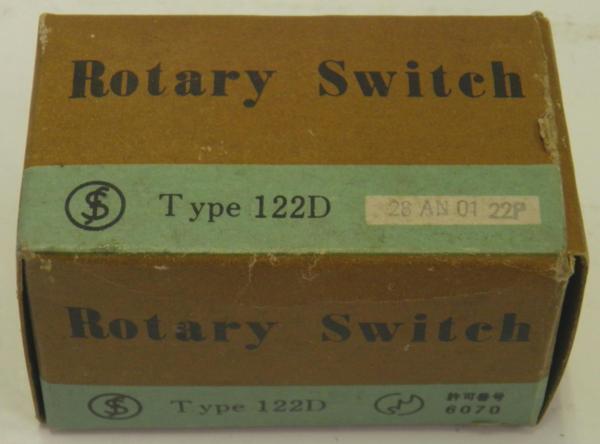 Rotary Switch
Type 122D 28 AN 01 22P
Rotary Switch
Type 122D 許可番号
6070